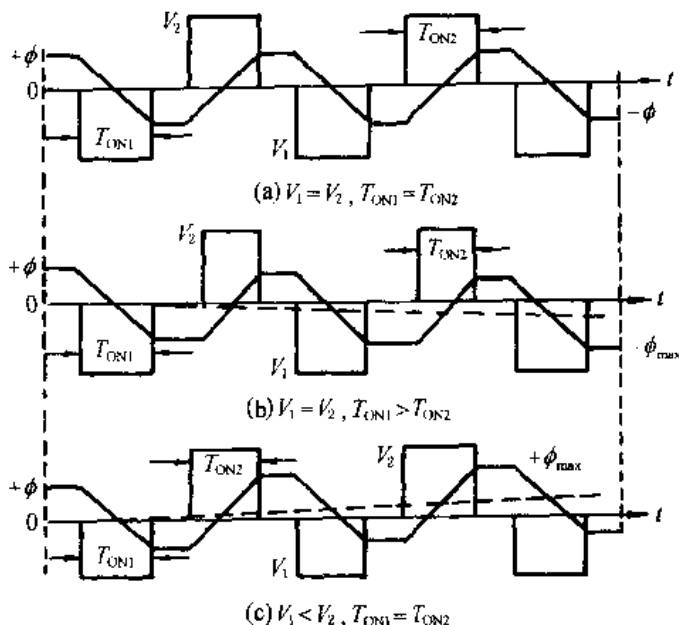 V₂
T_ON2
+ϕ
0
t
−ϕ
T_ON1
V₁
(a) V₁ = V₂ , T_ON1 = T_ON2
V₂
T_ON2
+ϕ
0
t
T_ON1
V₁
-ϕ_max
(b) V₁ = V₂ , T_ON1 > T_ON2
T_ON2
V₂
+ϕ_max
+ϕ
0
t
T_ON1
V₁
(c) V₁ < V₂ , T_ON1 = T_ON2